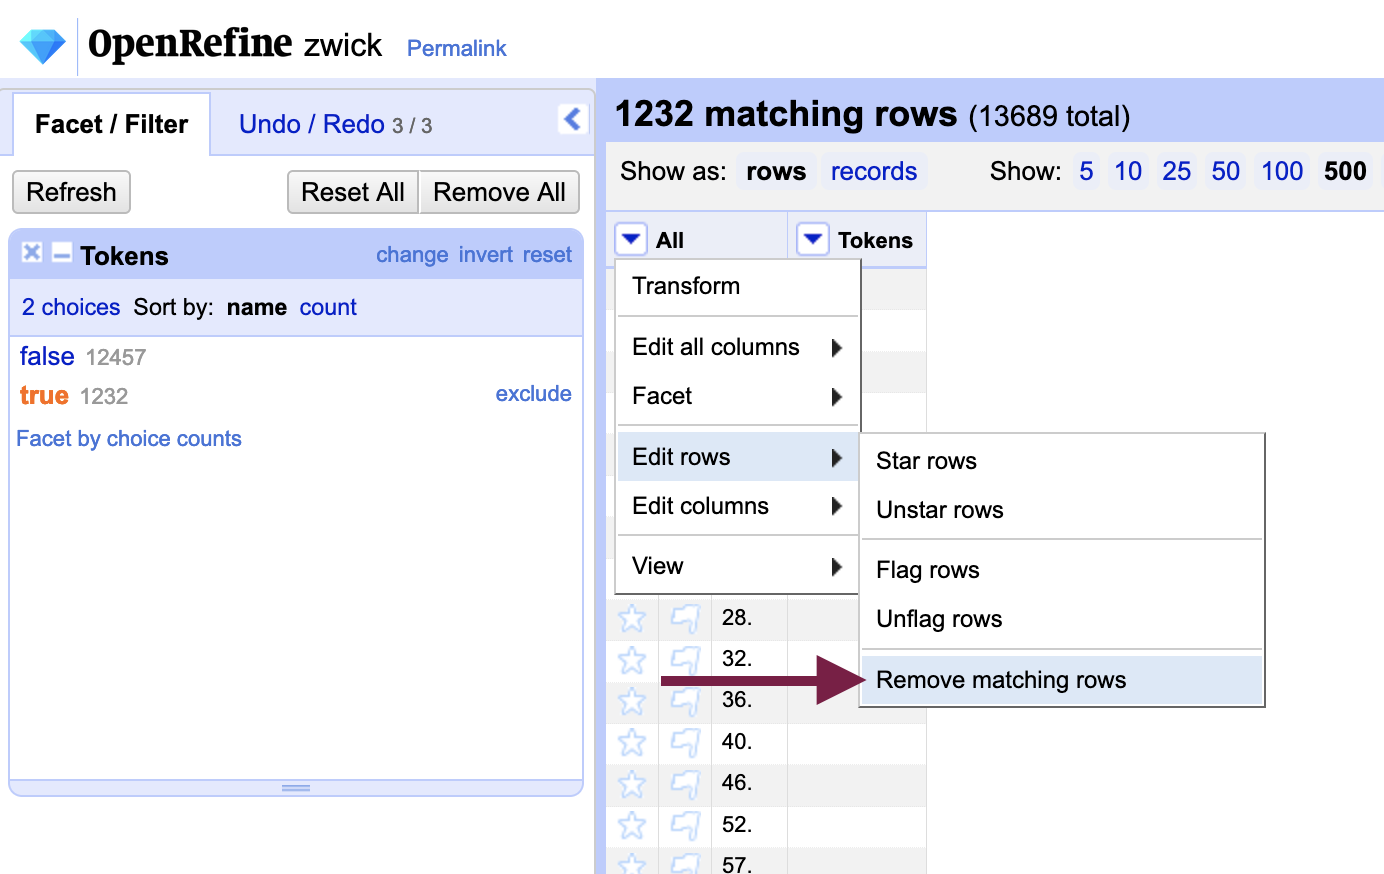 OpenRefine zwick Permalink
Facet / Filter Undo / Redo 3 / 3
Refresh Reset All Remove All
Tokens change invert reset
2 choices Sort by: name count
false 12457
true 1232 exclude
Facet by choice counts
1232 matching rows (13689 total)
Show as: rows records Show: 5 10 25 50 100 500
All Tokens
Transform
Edit all columns
Facet
Edit rows
Edit columns
View
Star rows
Unstar rows
Flag rows
Unflag rows
Remove matching rows
28.
32.
36.
40.
46.
52.
57.